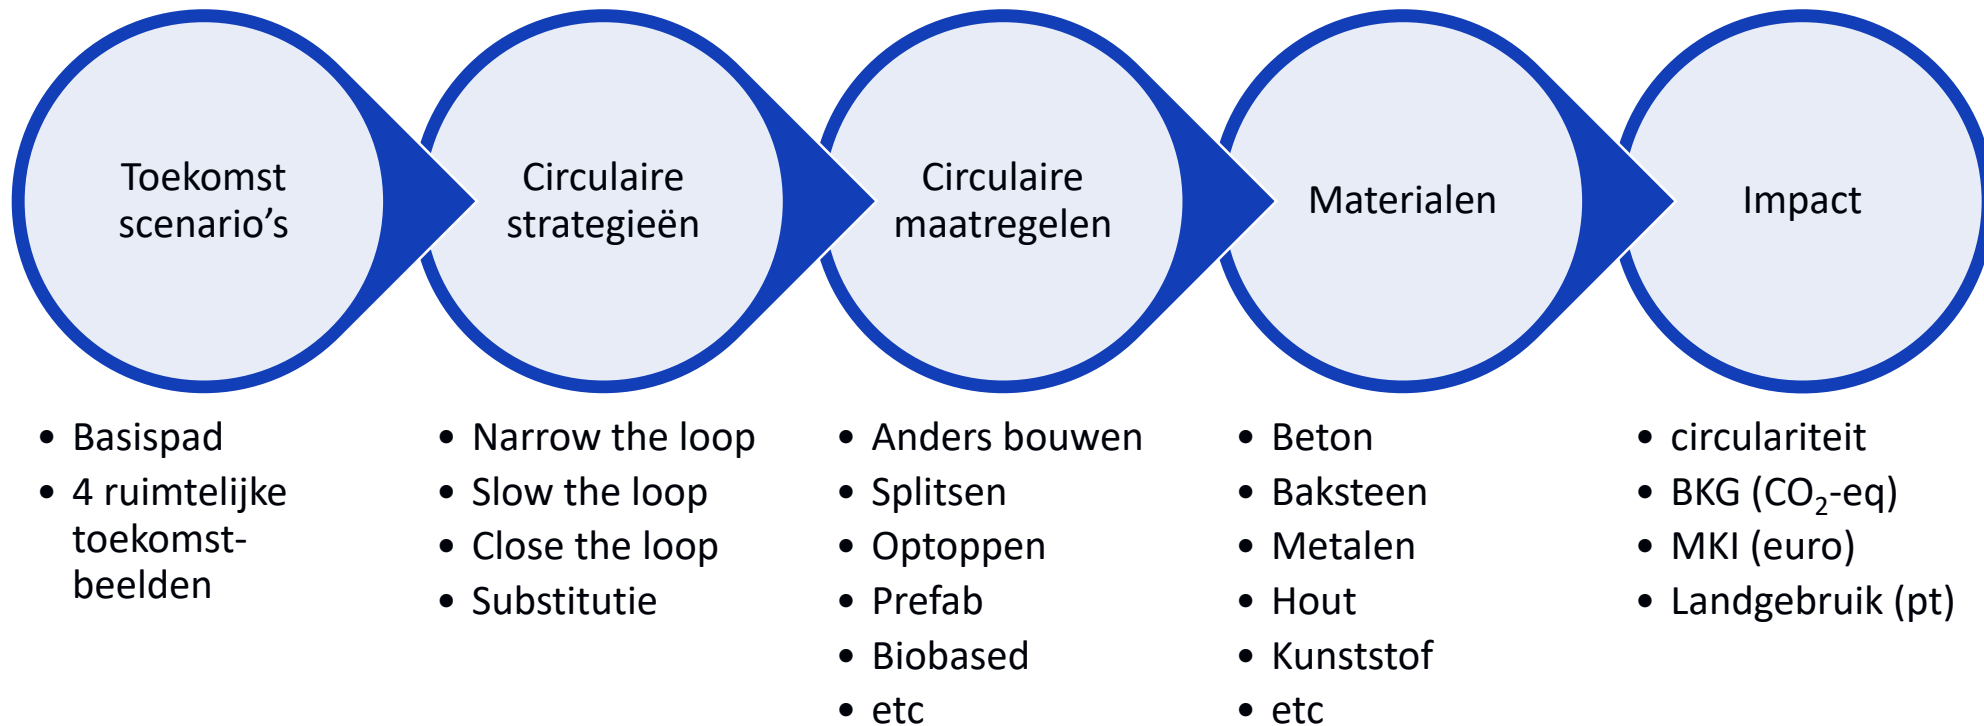 Toekomst
scenario’s
Circulaire
strategieën
Circulaire
maatregelen
Materialen
Impact
• Basispad
• 4 ruimtelijke
toekomst-
beelden
• Narrow the loop
• Slow the loop
• Close the loop
• Substitutie
• Anders bouwen
• Splitsen
• Optoppen
• Prefab
• Biobased
• etc
• Beton
• Baksteen
• Metalen
• Hout
• Kunststof
• etc
• circulariteit
• BKG (CO₂-eq)
• MKI (euro)
• Landgebruik (pt)